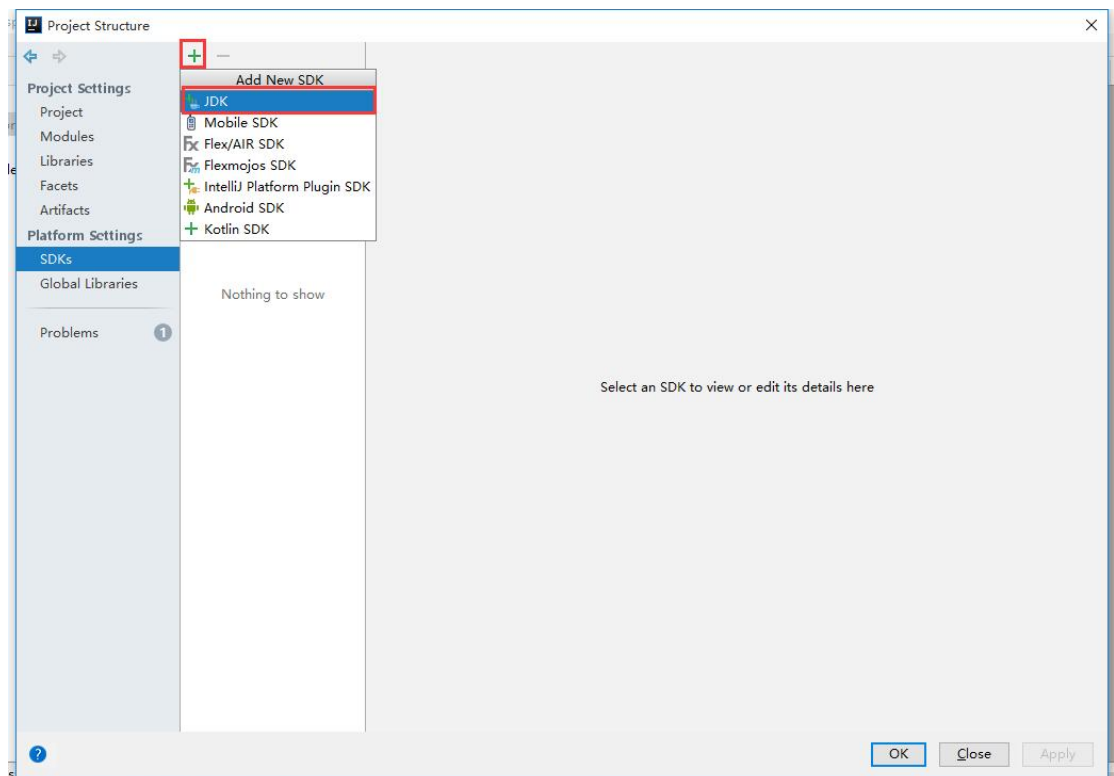 Project Structure
Project Settings
Project
Modules
Libraries
Facets
Artifacts
Platform Settings
SDKs
Global Libraries
Problems
1
Add New SDK
JDK
Mobile SDK
Flex/AIR SDK
Flexmojos SDK
IntelliJ Platform Plugin SDK
Android SDK
Kotlin SDK
Nothing to show
Select an SDK to view or edit its details here
?
OK
Close
Apply